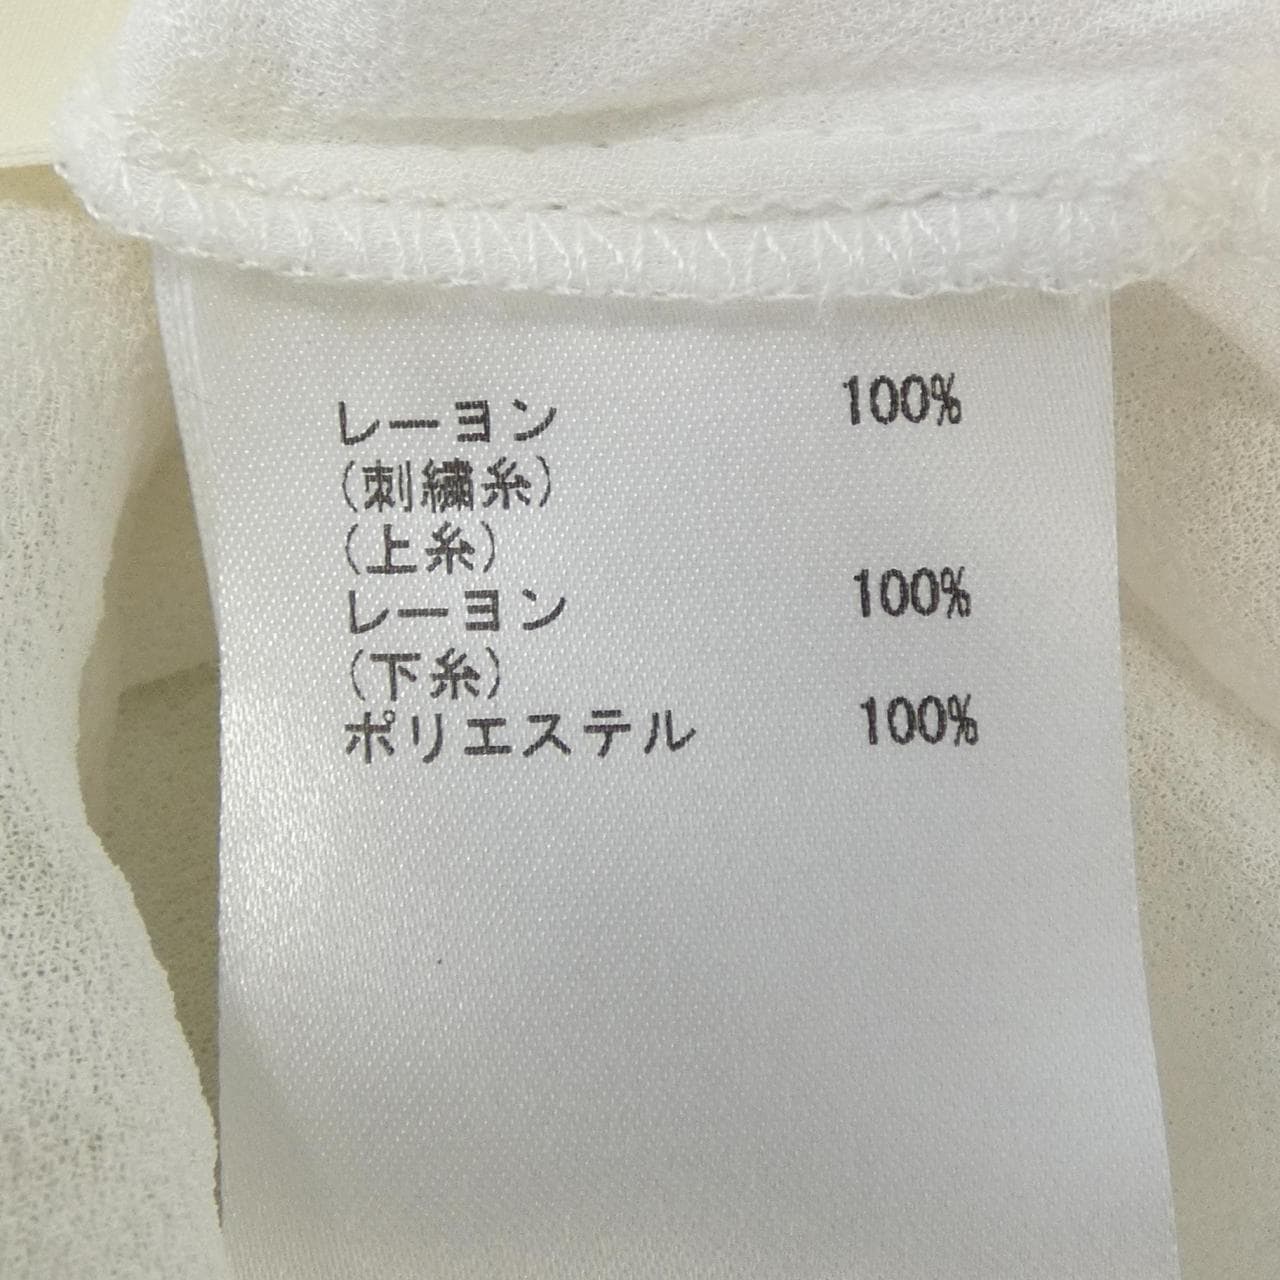 レーヨン 100%
(刺繍糸)
(上糸)
レーヨン 100%
(下糸)
ポリエステル 100%